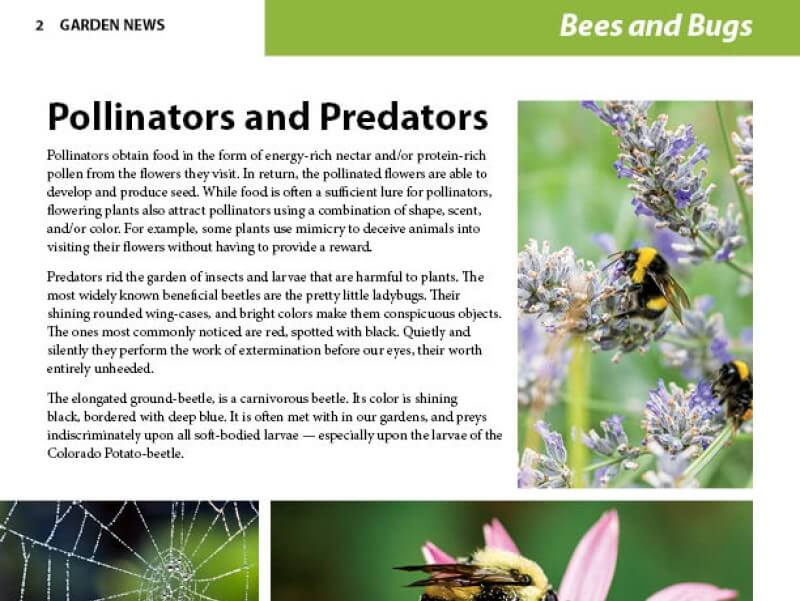 2 GARDEN NEWS
Bees and Bugs
Pollinators and Predators
Pollinators obtain food in the form of energy-rich nectar and/or protein-rich
pollen from the flowers they visit. In return, the pollinated flowers are able to
develop and produce seed. While food is often a sufficient lure for pollinators,
flowering plants also attract pollinators using a combination of shape, scent,
and/or color. For example, some plants use mimicry to deceive animals into
visiting their flowers without having to provide a reward.
Predators rid the garden of insects and larvae that are harmful to plants. The
most widely known beneficial beetles are the pretty little ladybugs. Their
shining rounded wing-cases, and bright colors make them conspicuous objects.
The ones most commonly noticed are red, spotted with black. Quietly and
silently they perform the work of extermination before our eyes, their worth
entirely unheeded.
The elongated ground-beetle, is a carnivorous beetle. Its color is shining
black, bordered with deep blue. It is often met with in our gardens, and preys
indiscriminately upon all soft-bodied larvae — especially upon the larvae of the
Colorado Potato-beetle.